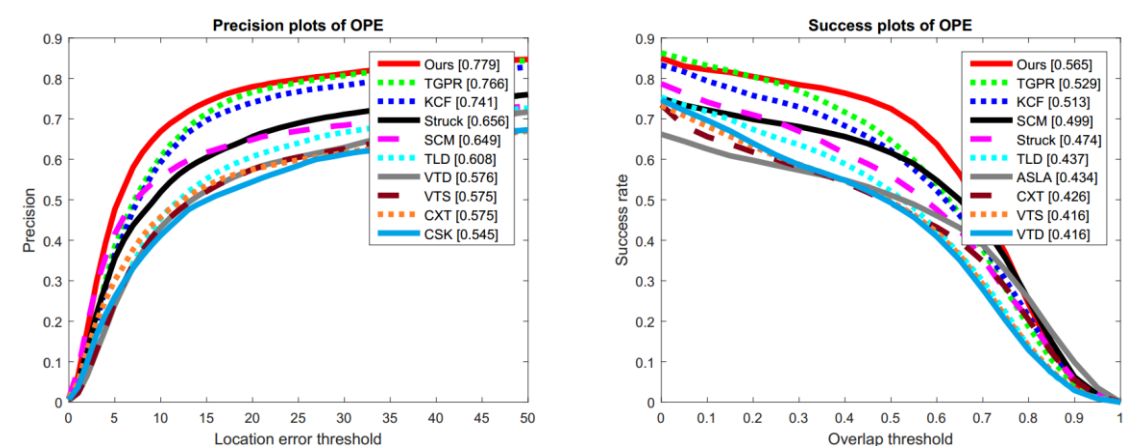 Precision plots of OPE
0.9
0.8
0.7
0.6
0.5
0.4
0.3
0.2
0.1
0
Precision
Ours [0.779]
TGPR [0.766]
KCF [0.741]
Struck [0.656]
SCM [0.649]
TLD [0.608]
VTD [0.576]
VTS [0.575]
CXT [0.575]
CSK [0.545]
0 5 10 15 20 25 30 35 40 45 50
Location error threshold
Success plots of OPE
0.9
0.8
0.7
0.6
0.5
0.4
0.3
0.2
0.1
0
Success rate
Ours [0.565]
TGPR [0.529]
KCF [0.513]
SCM [0.499]
Struck [0.474]
TLD [0.437]
ASLA [0.434]
CXT [0.426]
VTS [0.416]
VTD [0.416]
0 0.1 0.2 0.3 0.4 0.5 0.6 0.7 0.8 0.9 1
Overlap threshold